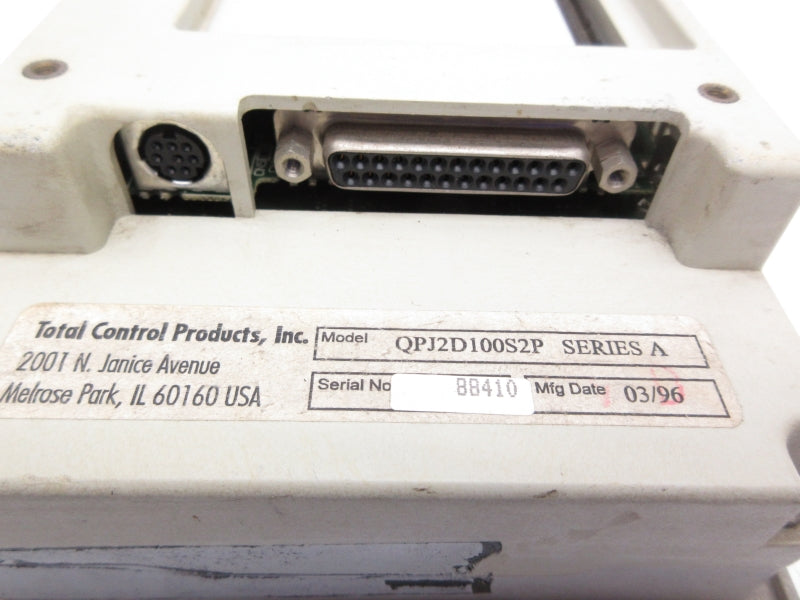 Total Control Products, Inc.
2001 N. Janice Avenue
Melrose Park, IL 60160 USA
Model QPJ2D100S2P SERIES A
Serial No 88410 Mfg Date 03/96